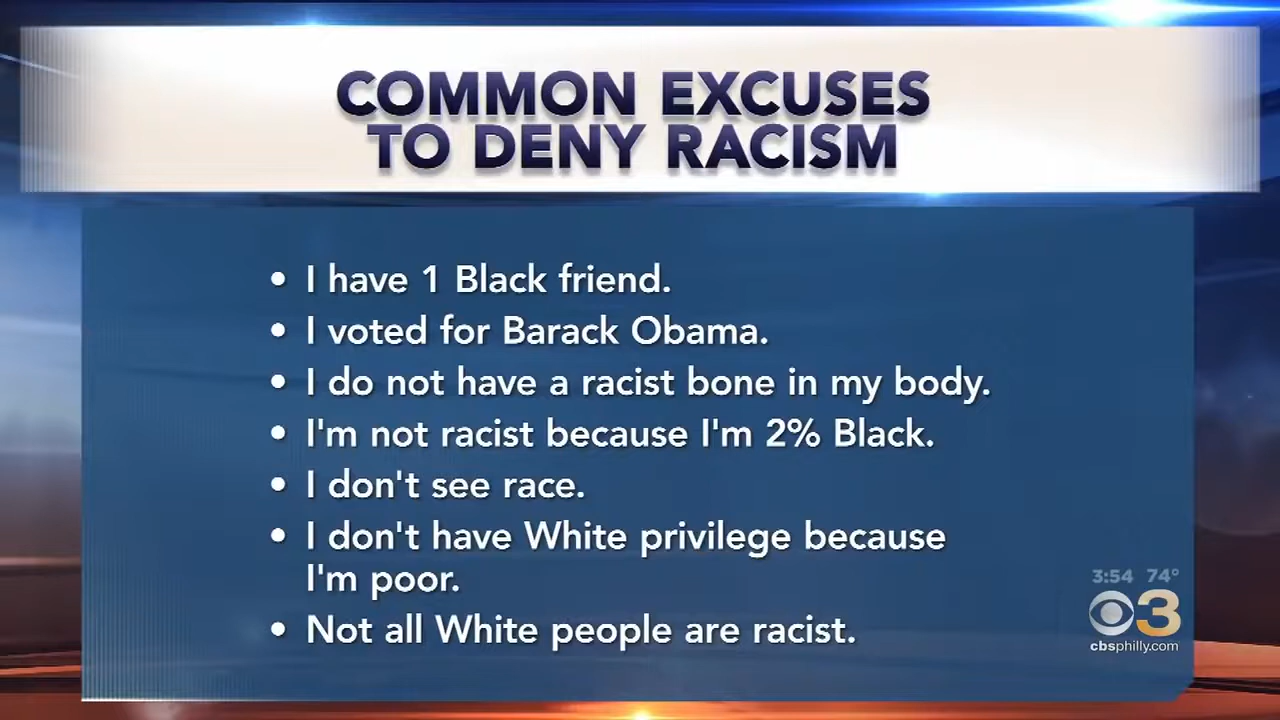 COMMON EXCUSES
TO DENY RACISM
• I have 1 Black friend.
• I voted for Barack Obama.
• I do not have a racist bone in my body.
• I'm not racist because I'm 2% Black.
• I don't see race.
• I don't have White privilege because
I'm poor.
• Not all White people are racist.
3:54 74°
3
cbsphilly.com